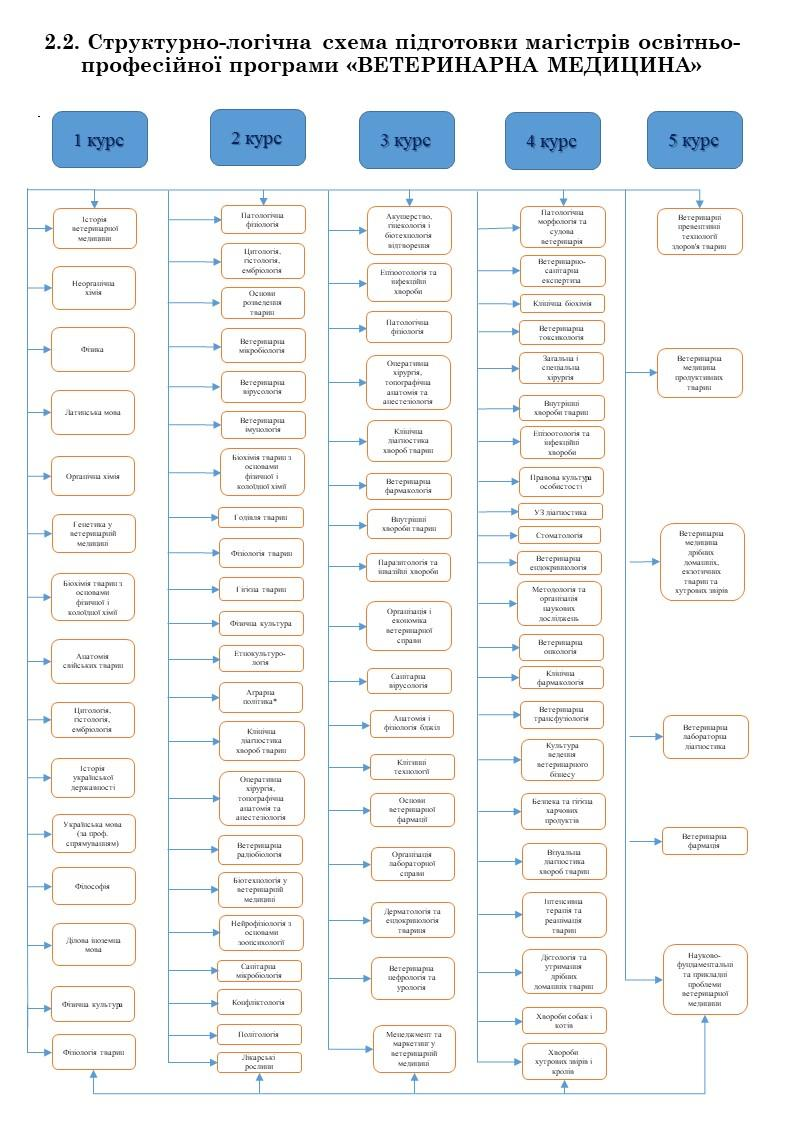 2.2. Структурно-логічна схема підготовки магістрів освітньо-
професійної програми «ВЕТЕРИНАРНА МЕДИЦИНА»
1 курс
2 курс
3 курс
4 курс
5 курс
Історія
ветеринарної
медицини
Неорганічна
хімія
Фізика
Латинська мова
Органічна хімія
Генетика у
ветеринарній
медицині
Біохімія тварин з
основами
фізичної і
колоїдної хімії
Анатомія
свійських тварин
Цитологія,
гістологія,
ембріологія
Історія
української
державності
Українська мова
(за проф.
спрямуванням)
Філософія
Ділова іноземна
мова
Фізична культура
Фізіологія тварин
Патологічна
фізіологія
Цитологія,
гістологія,
ембріологія
Основи
розведення
тварин
Ветеринарна
мікробіологія
Ветеринарна
вірусологія
Ветеринарна
імунологія
Біохімія тварин з
основами
фізичної і
колоїдної хімії
Годівля тварин
Фізіологія тварин
Гігієна тварин
Фізична культура
Етнокультуро-
логія
Аграрна
політика*
Клінічна
діагностика
хвороб тварин
Оперативна
хірургія,
топографічна
анатомія та
анестезіологія
Ветеринарна
радіобіологія
Біотехнологія у
ветеринарній
медицині
Нейрофізіологія з
основами
зоопсихології
Санітарна
мікробіологія
Конфліктологія
Політологія
Лікарські
рослини
Акушерство,
гінекологія і
біотехнологія
відтворення
Епізоотологія та
інфекційні
хвороби
Патологічна
фізіологія
Оперативна
хірургія,
топографічна
анатомія та
анестезіологія
Клінічна
діагностика
хвороб тварин
Ветеринарна
фармакологія
Внутрішні
хвороби тварин
Паразитологія та
інвазійні хвороби
Організація і
економіка
ветеринарної
справи
Санітарна
вірусологія
Анатомія і
фізіологія бджіл
Клітинні
технології
Основи
ветеринарної
фармації
Організація
лабораторної
справи
Дерматологія та
ендокринологія
тварини
Ветеринарна
нефрологія та
урологія
Менеджмент та
маркетинг у
ветеринарній
медицині
Патологічна
морфологія та
судова
ветеринарія
Ветеринарно-
санітарна
експертиза
Клінічна біохімія
Ветеринарна
токсикологія
Загальна і
спеціальна
хірургія
Внутрішні
хвороби тварин
Епізоотологія та
інфекційні
хвороби
Правова культура
особистості
УЗ діагностика
Стоматологія
Ветеринарна
ендокринологія
Методологія та
організація
наукових
досліджень
Ветеринарна
онкологія
Клінічна
фармакологія
Ветеринарна
трансфузіологія
Культура
ведення
ветеринарного
бізнесу
Безпека та гігієна
харчових
продуктів
Візуальна
діагностика
хвороб тварин
Інтенсивна
терапія та
реанімація
тварин
Дієтологія та
утримання
дрібних
домашніх тварин
Хвороби собак і
котів
Хвороби
хутрових звірів і
кролів
Ветеринарні
превентивні
технології
здоров'я тварин
Ветеринарна
медицина
продуктивних
тварин
Ветеринарна
медицина
дрібних
домашніх,
екзотичних
тварин та
хутрових звірів
Ветеринарна
лабораторна
діагностика
Ветеринарна
фармація
Науково-
фундаментальні
та прикладні
проблеми
ветеринарної
медицини